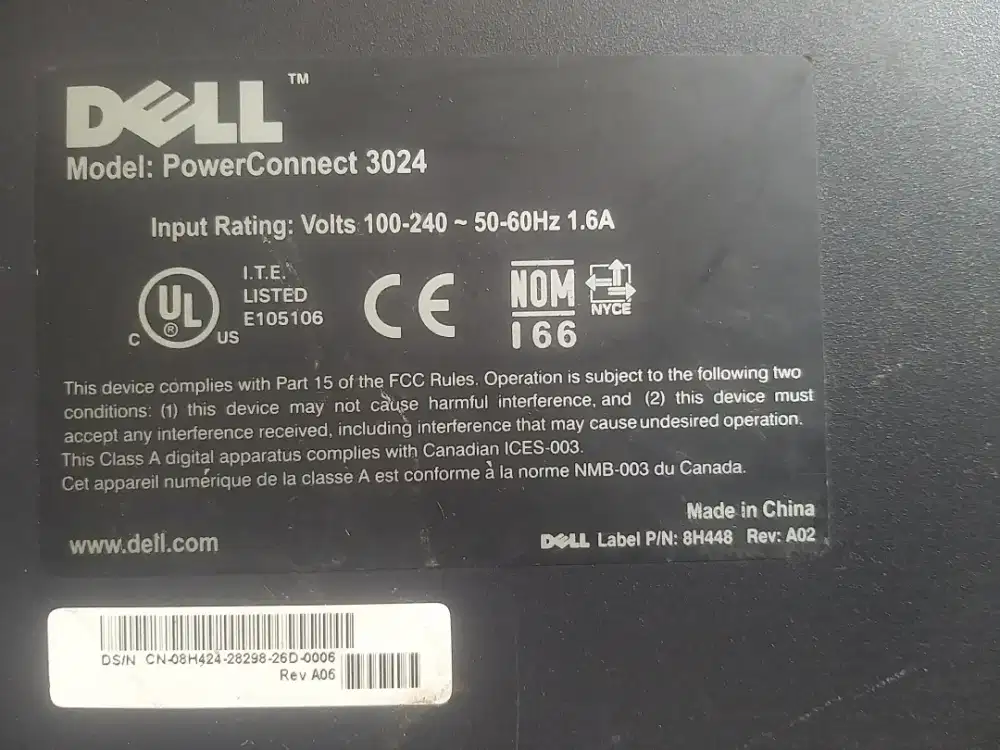 DELL™
Model: PowerConnect 3024
Input Rating: Volts 100-240 ~ 50-60Hz 1.6A
I.T.E.
LISTED
E105106
C UL ® US
CE
NOM
166
NYCE
This device complies with Part 15 of the FCC Rules. Operation is subject to the following two
conditions: (1) this device may not cause harmful interference, and (2) this device must
accept any interference received, including interference that may cause undesired operation.
This Class A digital apparatus complies with Canadian ICES-003.
Cet appareil numérique de la classe A est conforme à la norme NMB-003 du Canada.
Made in China
www.dell.com
DELL Label P/N: 8H448 Rev: A02
DS/N CN-08H424-28298-26D-0006
Rev A06